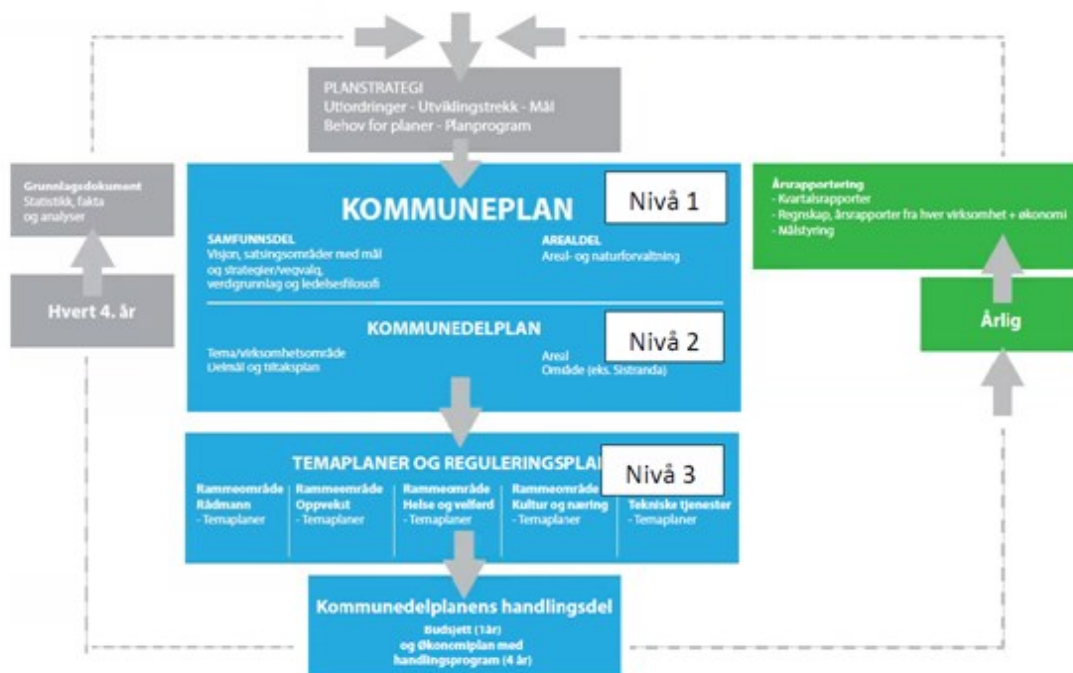 PLANSTRATEGI
Utfordringer - Utviklingstrekk - Mål
Behov for planer - Planprogram
Grunnlagsdokument
Statistikk, fakta
og analyser
Hvert 4. år
KOMMUNEPLAN
Nivå 1
SAMFUNNSDEL
Visjon, satsingsområder med mål
og strategier/vegvalg,
verdigrunnlag og ledelsesfilosofi
AREALDEL
Areal- og naturforvaltning
KOMMUNEDELPLAN
Nivå 2
Tema/virksomhetsområde
Delmål og tiltaksplan
Areal
Område (eks. Sistranda)
Årsrapportering
- Kvartalsrapporter
- Regnskap, årsrapporter fra hver virksomhet + økonomi
- Målstyring
Årlig
TEMAPLANER OG REGULERINGSPLA
Nivå 3
Rammeområde
Rådmann
- Temaplaner
Rammeområde
Oppvekst
- Temaplaner
Rammeområde
Helse og velferd
- Temaplaner
Rammeområde
Kultur og næring
- Temaplaner
Tekniske tjenester
- Temaplaner
Kommunedelplanens handlingsdel
Budsjett (1år)
og Økonomiplan med
handlingsprogram (4 år)